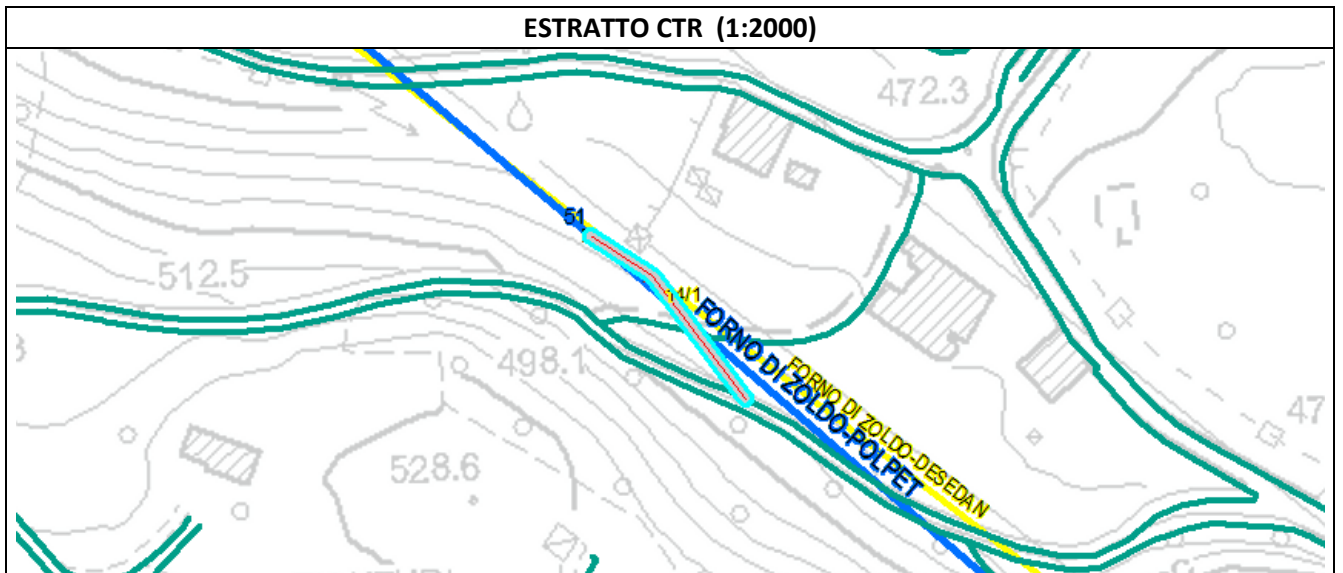 ESTRATTO CTR (1:2000)
472.3
51
512.5
498.1
FORNO DI ZOLDO-POLPET
FORNO DI ZOLDO-DESEDAN
47
528.6